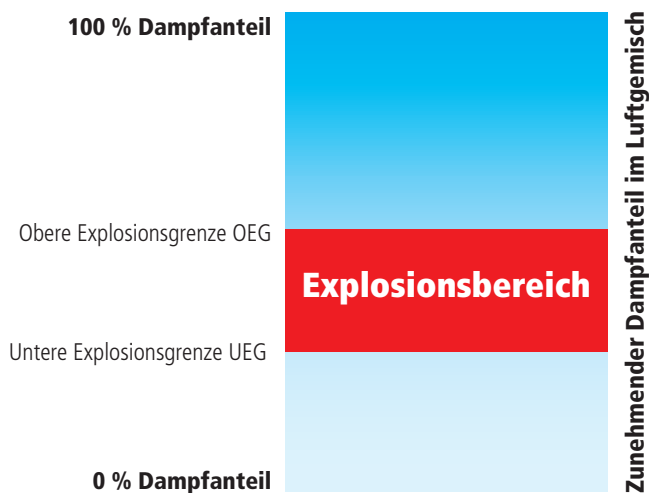 100 % Dampfanteil
Obere Explosionsgrenze OEG
Explosionsbereich
Untere Explosionsgrenze UEG
0 % Dampfanteil
Zunehmender Dampfanteil im Luftgemisch